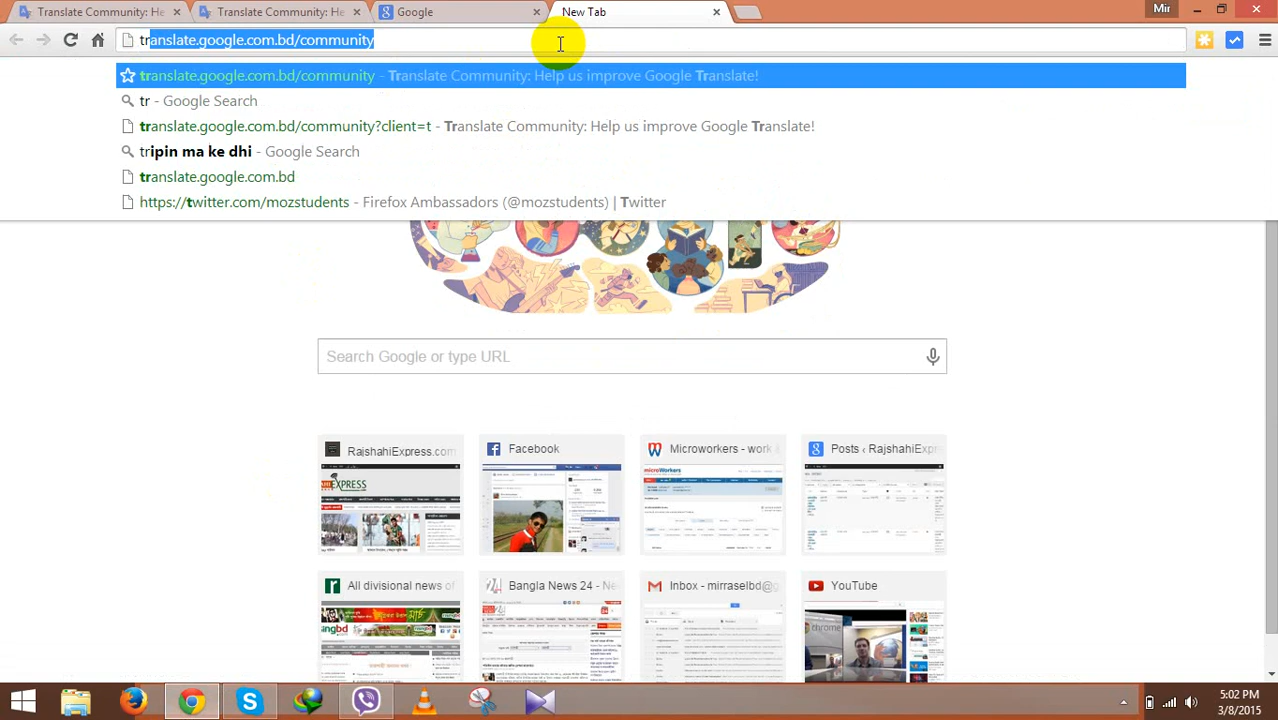 Translate Community: He
Translate Community: He
Google
New Tab
Mir
translate.google.com.bd/community
translate.google.com.bd/community - Translate Community: Help us improve Google Translate!
tr - Google Search
translate.google.com.bd/community?client=t - Translate Community: Help us improve Google Translate!
tripin ma ke dhi - Google Search
translate.google.com.bd
https://twitter.com/mozstudents - Firefox Ambassadors (@mozstudents) | Twitter
Search Google or type URL
RajshahiExpress.com
Facebook
Microworkers - work &
Posts ‹ RajshahiExpre
EXPRESS
microWorkers
All divisional news of
Bangla News 24 - Ne
Inbox - mirraselbd@g
YouTube
chrome
5:02 PM
3/8/2015